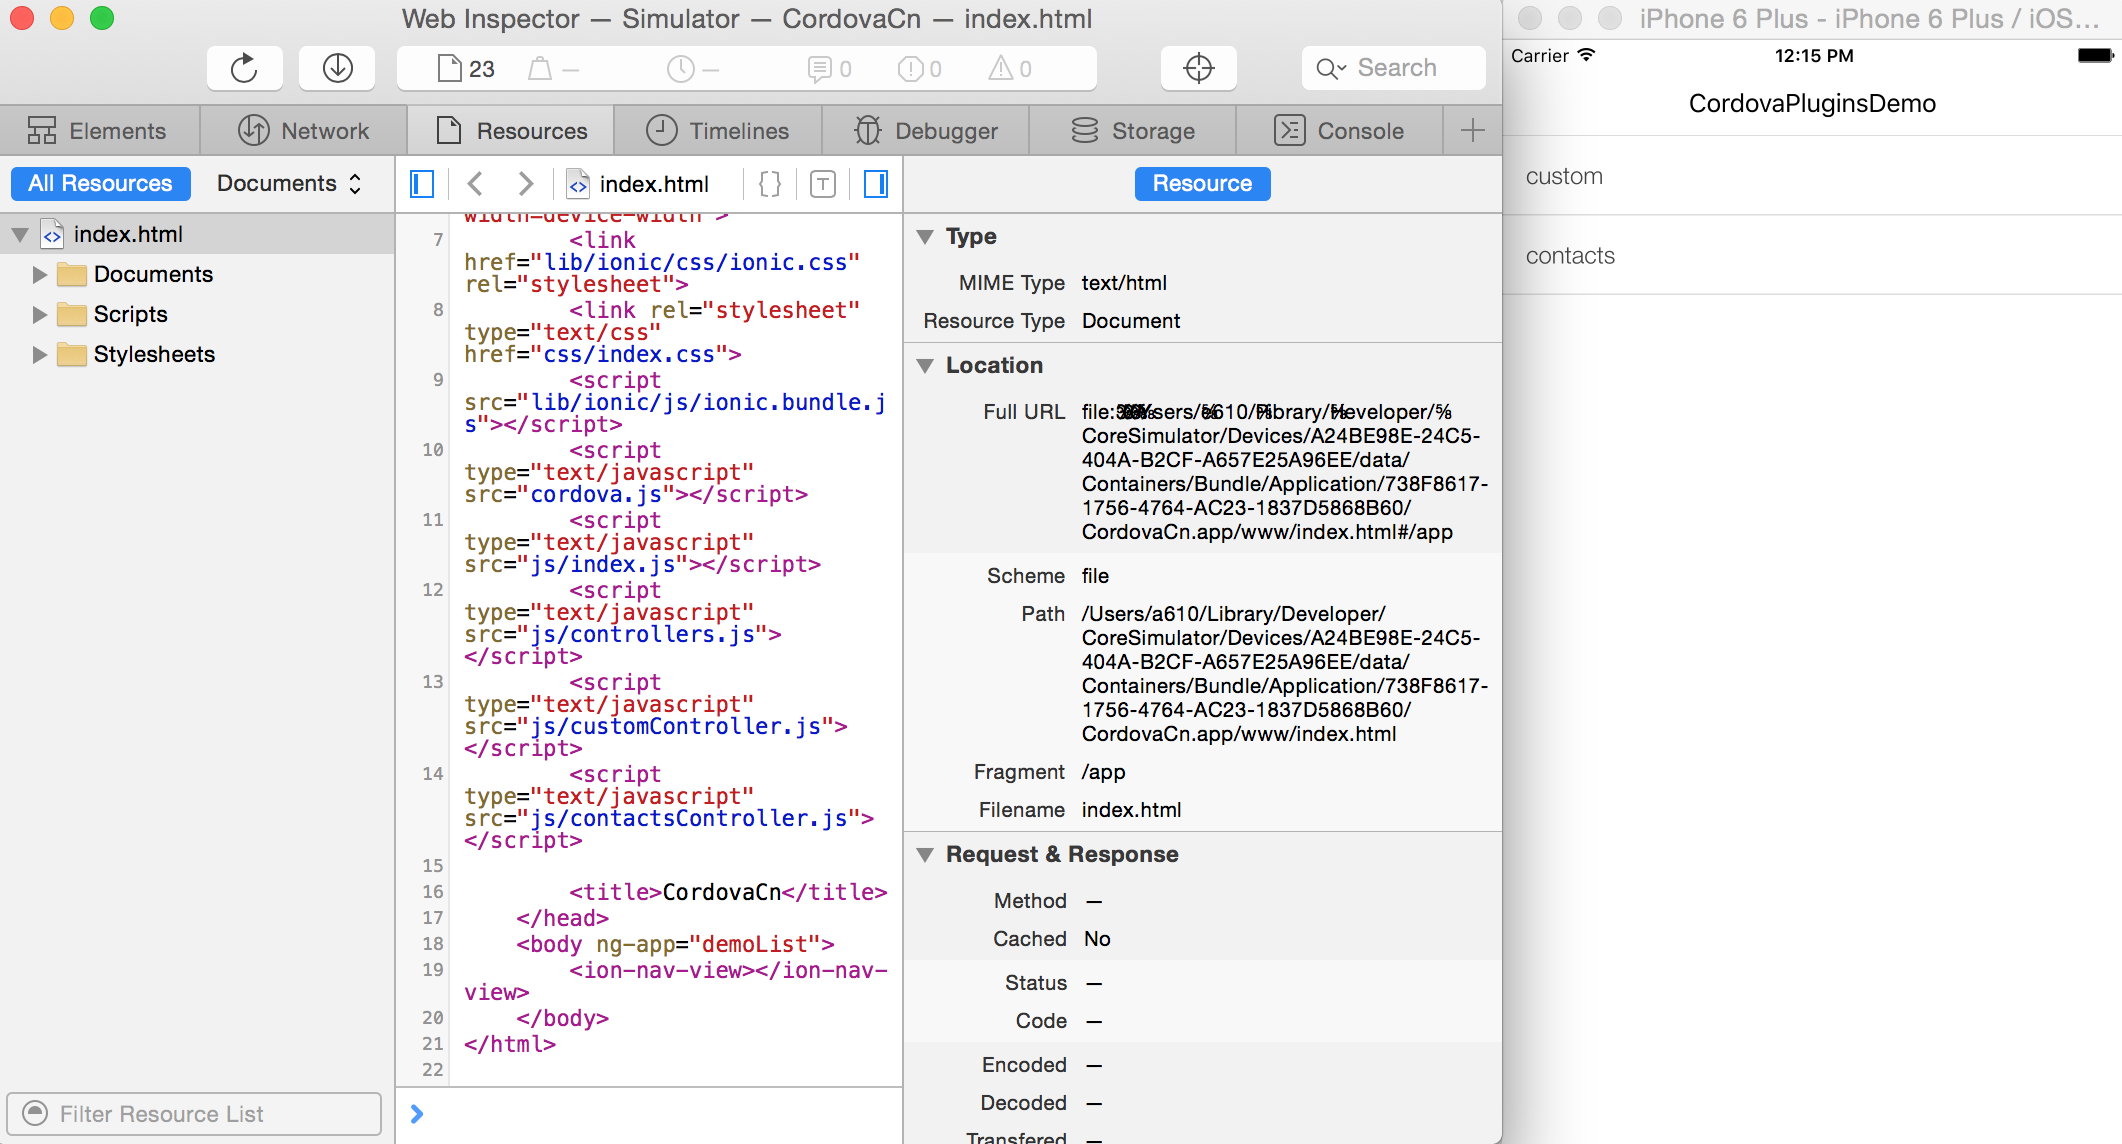 Web Inspector — Simulator — CordovaCn — index.html
23 — — 0 0 0 Search
Elements Network Resources Timelines Debugger Storage Console
All Resources Documents
index.html
Documents
Scripts
Stylesheets
Filter Resource List
index.html
width=device-width">
7 <link
href="lib/ionic/css/ionic.css"
rel="stylesheet">
8 <link rel="stylesheet"
type="text/css"
href="css/index.css">
9 <script
src="lib/ionic/js/ionic.bundle.j
s"></script>
10 <script
type="text/javascript"
src="cordova.js"></script>
11 <script
type="text/javascript"
src="js/index.js"></script>
12 <script
type="text/javascript"
src="js/controllers.js">
</script>
13 <script
type="text/javascript"
src="js/customController.js">
</script>
14 <script
type="text/javascript"
src="js/contactsController.js">
</script>
15
16 <title>CordovaCn</title>
17 </head>
18 <body ng-app="demoList">
19 <ion-nav-view></ion-nav-
view>
20 </body>
21 </html>
22
Resource
Type
MIME Type text/html
Resource Type Document
Location
Full URL file:
CoreSimulator/Devices/A24BE98E-24C5-
404A-B2CF-A657E25A96EE/data/
Containers/Bundle/Application/738F8617-
1756-4764-AC23-1837D5868B60/
CordovaCn.app/www/index.html#/app
Scheme file
Path /Users/a610/Library/Developer/
CoreSimulator/Devices/A24BE98E-24C5-
404A-B2CF-A657E25A96EE/data/
Containers/Bundle/Application/738F8617-
1756-4764-AC23-1837D5868B60/
CordovaCn.app/www/index.html
Fragment /app
Filename index.html
Request & Response
Method —
Cached No
Status —
Code —
Encoded —
Decoded —
Transfered —
iPhone 6 Plus - iPhone 6 Plus / iOS...
Carrier 12:15 PM
CordovaPluginsDemo
custom
contacts